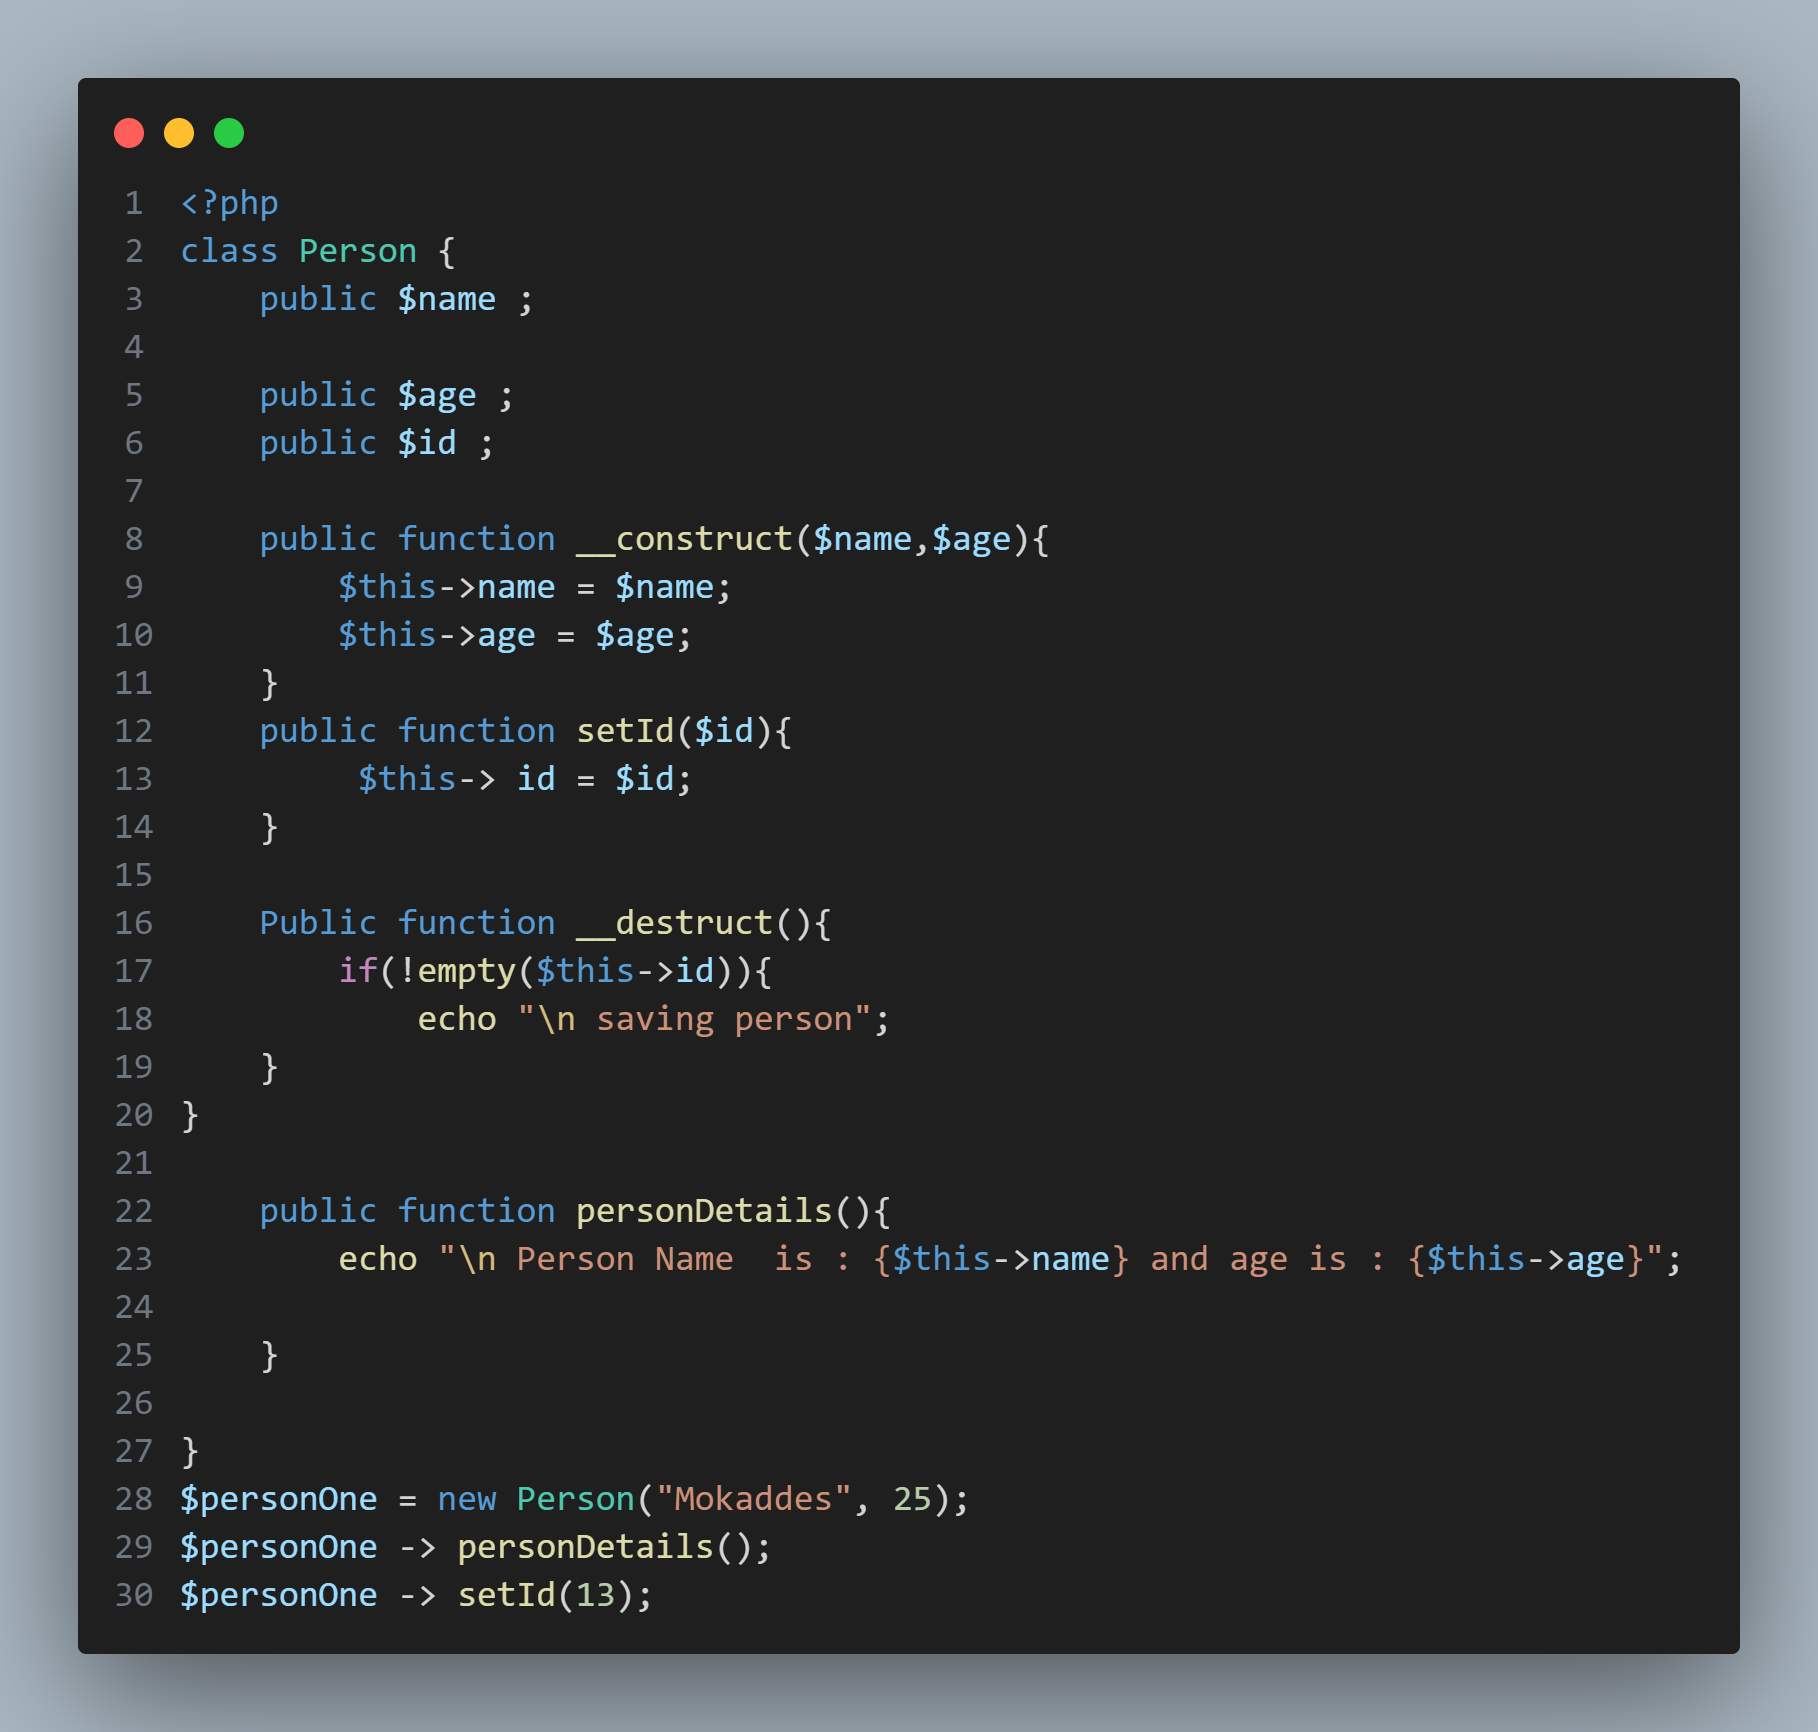 1 <?php
2 class Person {
3     public $name ;
4
5     public $age ;
6     public $id ;
7
8     public function __construct($name,$age){
9         $this->name = $name;
10         $this->age = $age;
11     }
12     public function setId($id){
13          $this-> id = $id;
14     }
15
16     Public function __destruct(){
17         if(!empty($this->id)){
18             echo "\n saving person";
19     }
20 }
21
22     public function personDetails(){
23         echo "\n Person Name  is : {$this->name} and age is : {$this->age}";
24
25     }
26
27 }
28 $personOne = new Person("Mokaddes", 25);
29 $personOne -> personDetails();
30 $personOne -> setId(13);